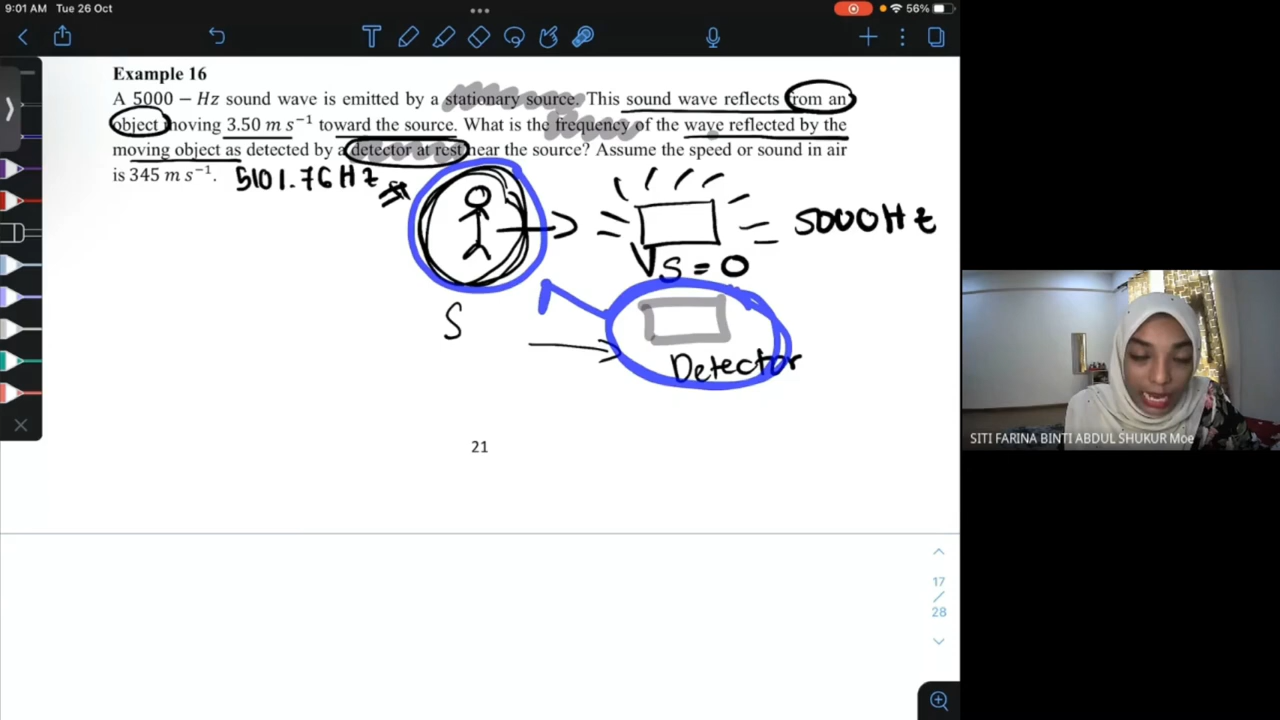 9:01 AM Tue 26 Oct
56%
Example 16
A 5000 − Hz sound wave is emitted by a stationary source. This sound wave reflects from an
object moving 3.50 m s⁻¹ toward the source. What is the frequency of the wave reflected by the
moving object as detected by a detector at rest near the source? Assume the speed or sound in air
is 345 m s⁻¹. 5101.76 Hz
5000Hz
Vs = 0
S
Detector
21
17
/
28
SITI FARINA BINTI ABDUL SHUKUR Moe